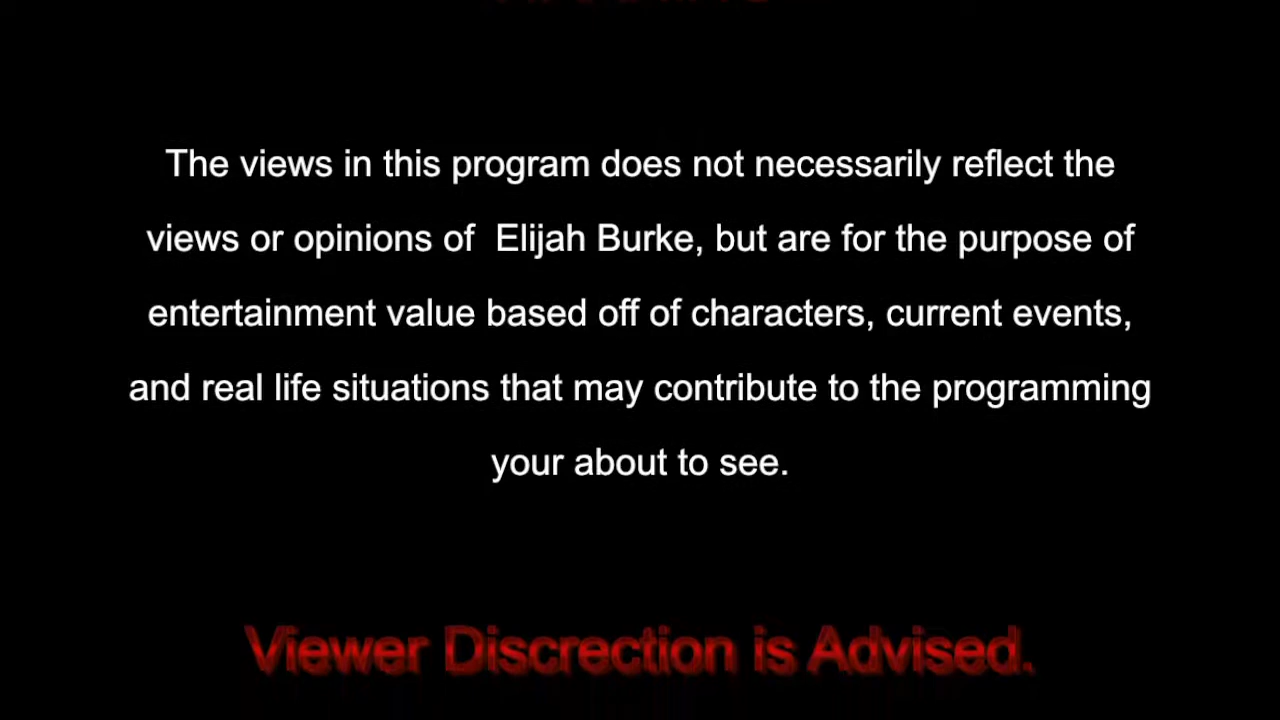 The views in this program does not necessarily reflect the
views or opinions of  Elijah Burke, but are for the purpose of
entertainment value based off of characters, current events,
and real life situations that may contribute to the programming
your about to see.
Viewer Discrection is Advised.